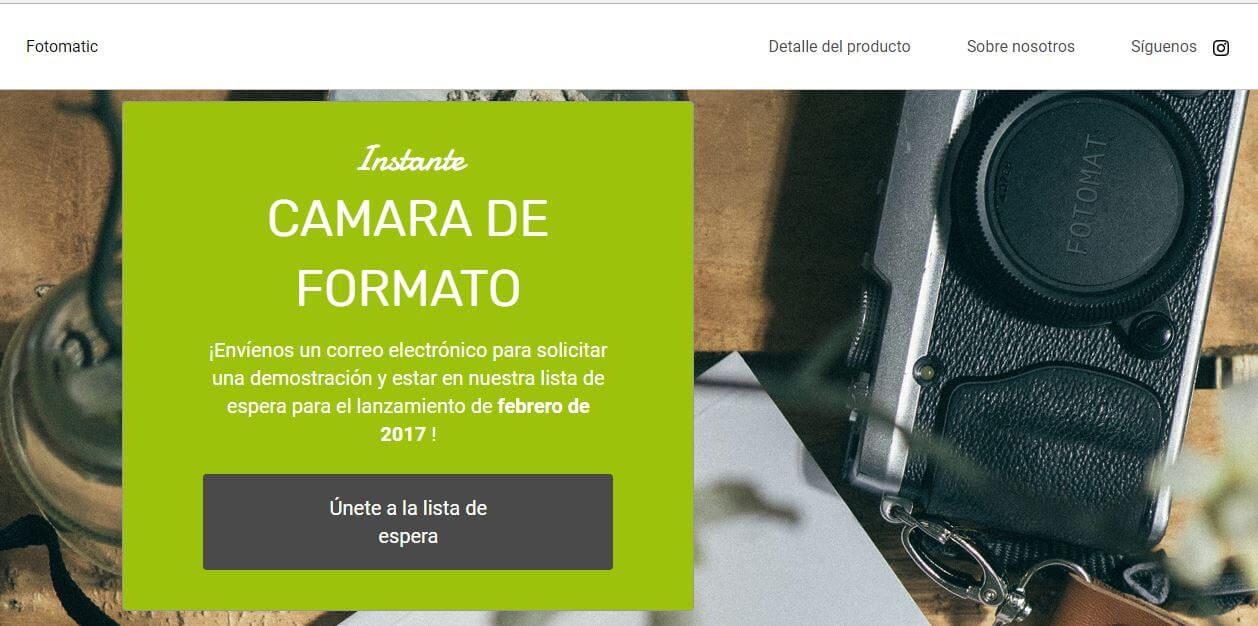 Fotomatic
Detalle del producto
Sobre nosotros
Síguenos
Instante
CAMARA DE
FORMATO
¡Envíenos un correo electrónico para solicitar
una demostración y estar en nuestra lista de
espera para el lanzamiento de febrero de
2017 !
Únete a la lista de
espera
FOTOMAT